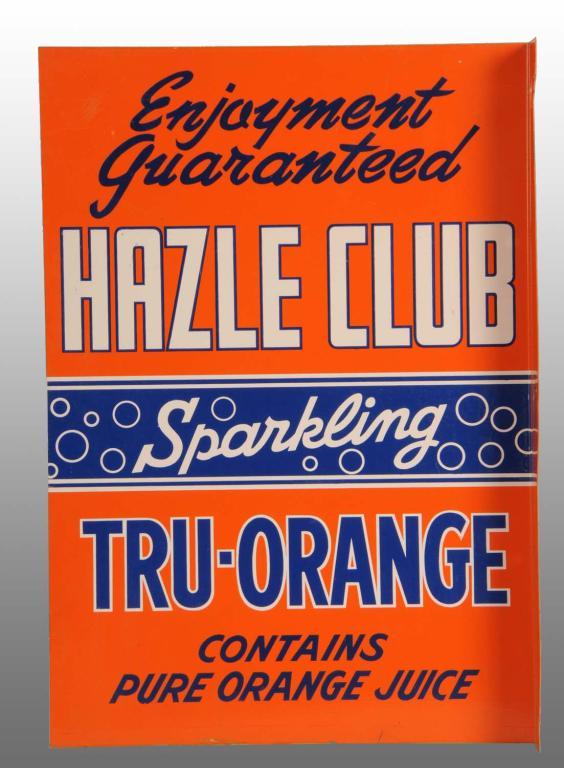 Enjoyment
Guaranteed
HAZLE CLUB
Sparkling
TRU-ORANGE
CONTAINS
PURE ORANGE JUICE